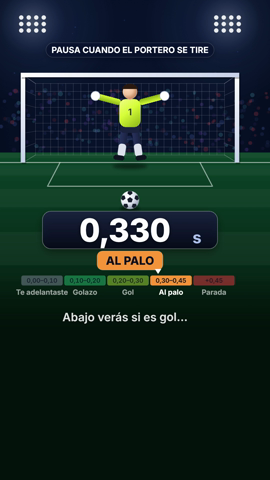 PAUSA CUANDO EL PORTERO SE TIRE
1
0,330 s
AL PALO
0,00–0,10 0,10–0,20 0,20–0,30 0,30–0,45 +0,45
Te adelantaste Golazo Gol Al palo Parada
Abajo verás si es gol...